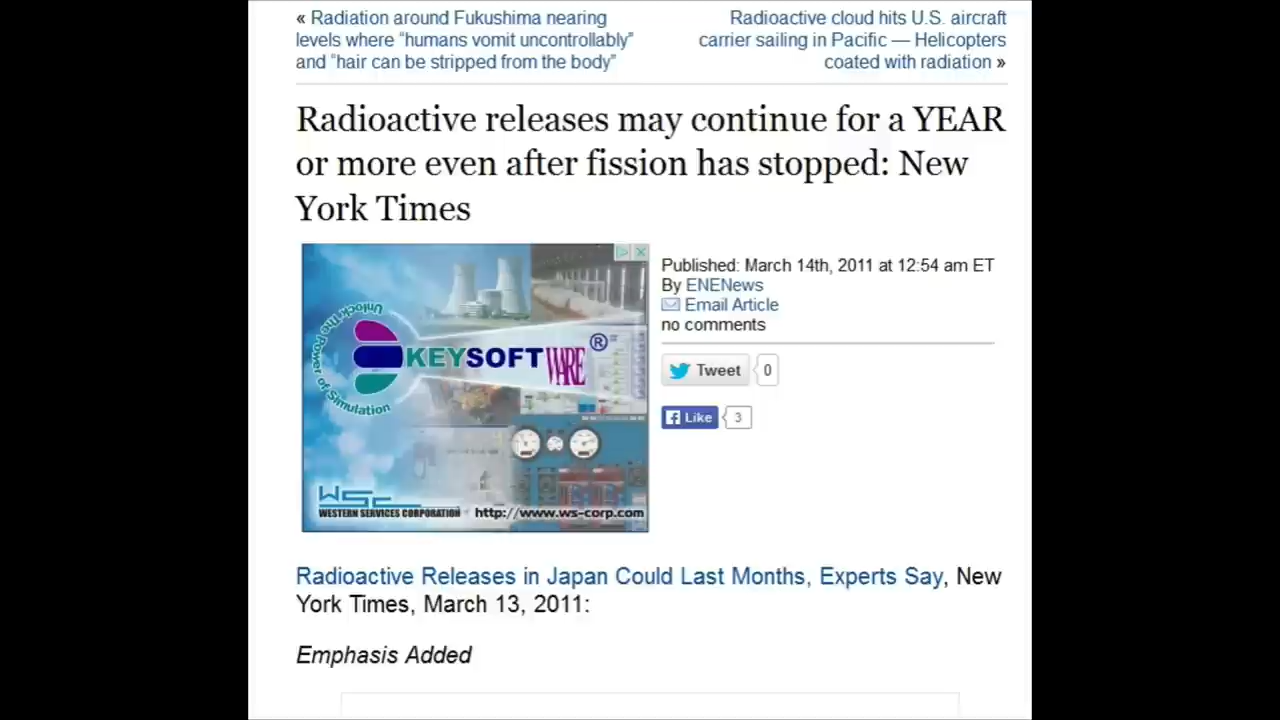 « Radiation around Fukushima nearing
levels where “humans vomit uncontrollably”
and “hair can be stripped from the body”
Radioactive cloud hits U.S. aircraft
carrier sailing in Pacific — Helicopters
coated with radiation »
Radioactive releases may continue for a YEAR
or more even after fission has stopped: New
York Times
Unlock The Power of Simulation
KEYSOFTWARE®
WSC
WESTERN SERVICES CORPORATION
http://www.ws-corp.com
Published: March 14th, 2011 at 12:54 am ET
By ENENews
Email Article
no comments
Tweet 0
Like 3
Radioactive Releases in Japan Could Last Months, Experts Say, New
York Times, March 13, 2011:
Emphasis Added